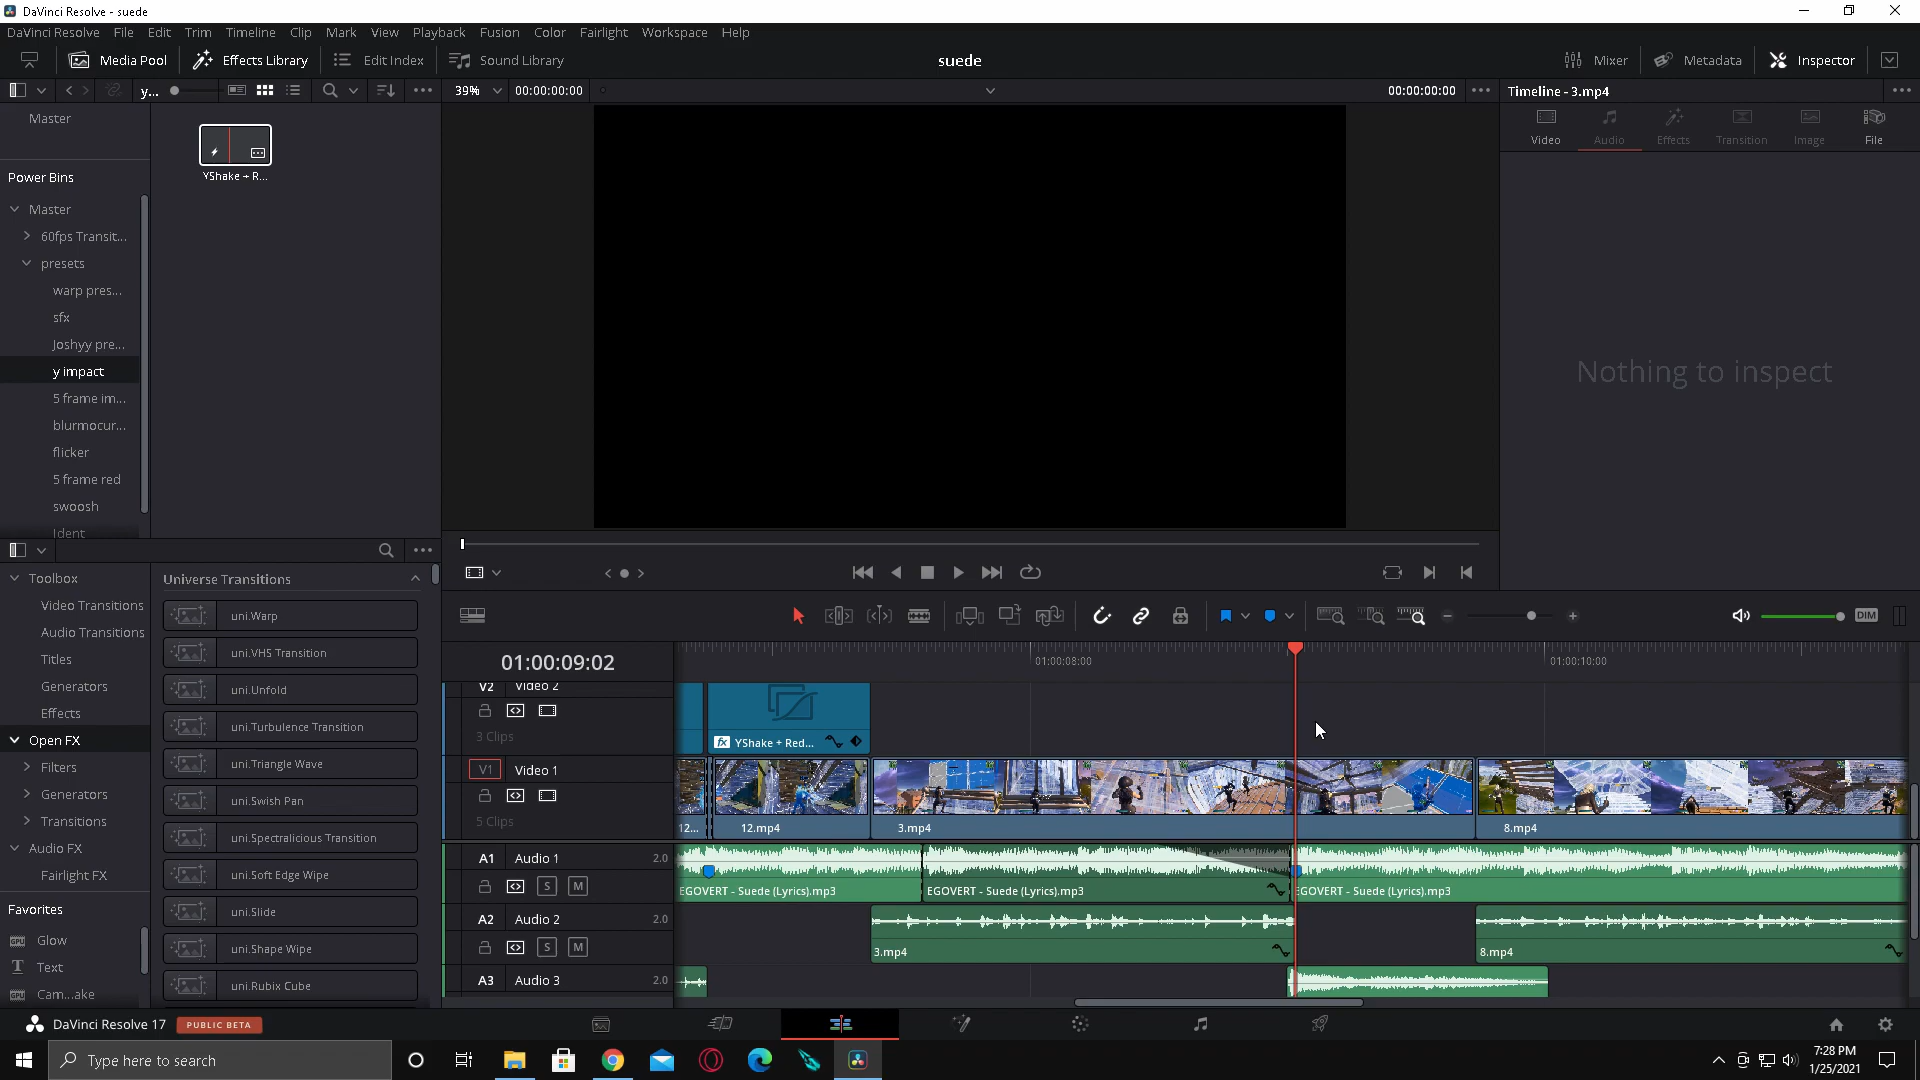 DaVinci Resolve - suede
DaVinci Resolve File Edit Trim Timeline Clip Mark View Playback Fusion Color Fairlight Workspace Help
Media Pool Effects Library Edit Index Sound Library suede Mixer Metadata Inspector
y... 39% 00:00:00:00 00:00:00:00 Timeline - 3.mp4
Master
Video Audio Effects Transition Image File
YShake + R...
Power Bins
Master
60fps Transit...
presets
warp pres...
sfx
Joshyy pre...
y impact
5 frame im...
blurmocur...
flicker
5 frame red
swoosh
Ident
Nothing to inspect
Toolbox
Video Transitions
Audio Transitions
Titles
Generators
Effects
Open FX
Filters
Generators
Transitions
Audio FX
Fairlight FX
Favorites
Glow
T Text
Cam...ake
Universe Transitions
uni.Warp
uni.VHS Transition
uni.Unfold
uni.Turbulence Transition
uni.Triangle Wave
uni.Swish Pan
uni.Spectralicious Transition
uni.Soft Edge Wipe
uni.Slide
uni.Shape Wipe
uni.Rubix Cube
DIM
01:00:09:02 01:00:08:00 01:00:10:00
V2 Video 2
3 Clips
fx YShake + Red...
V1 Video 1
5 Clips
12... 12.mp4 3.mp4 8.mp4
A1 Audio 1 2.0
S M
EGOVERT - Suede (Lyrics).mp3 EGOVERT - Suede (Lyrics).mp3 EGOVERT - Suede (Lyrics).mp3
A2 Audio 2 2.0
S M
3.mp4 8.mp4
A3 Audio 3 2.0
DaVinci Resolve 17 PUBLIC BETA
Type here to search
7:28 PM
1/25/2021